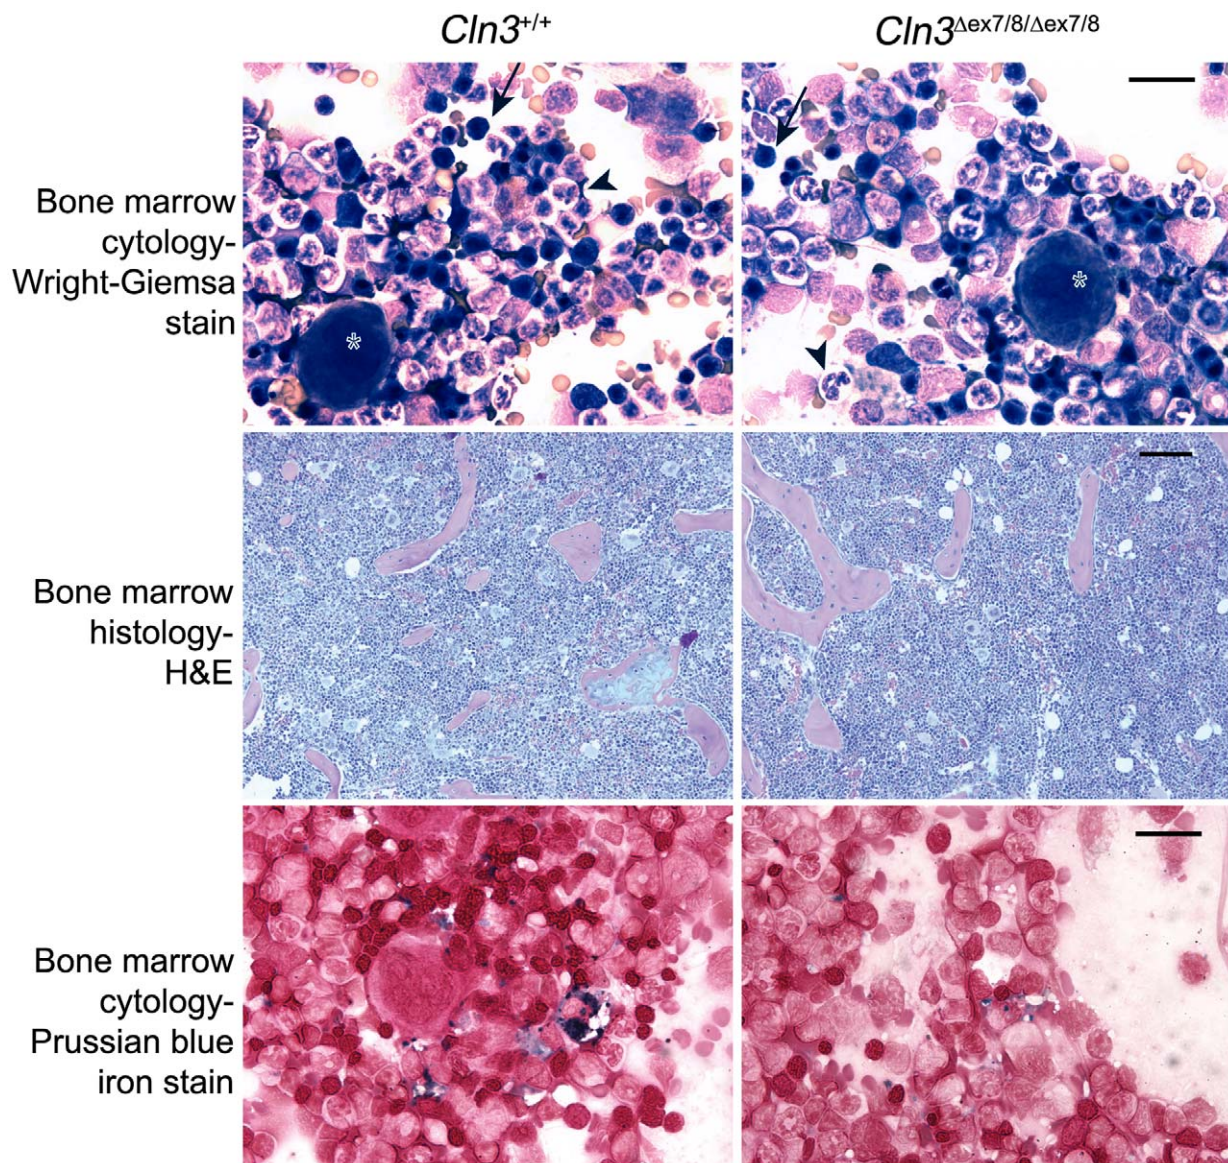 Cln3+/+
Cln3Δex7/8/Δex7/8
Bone marrow
cytology-
Wright-Giemsa
stain
*
*
Bone marrow
histology-
H&E
Bone marrow
cytology-
Prussian blue
iron stain